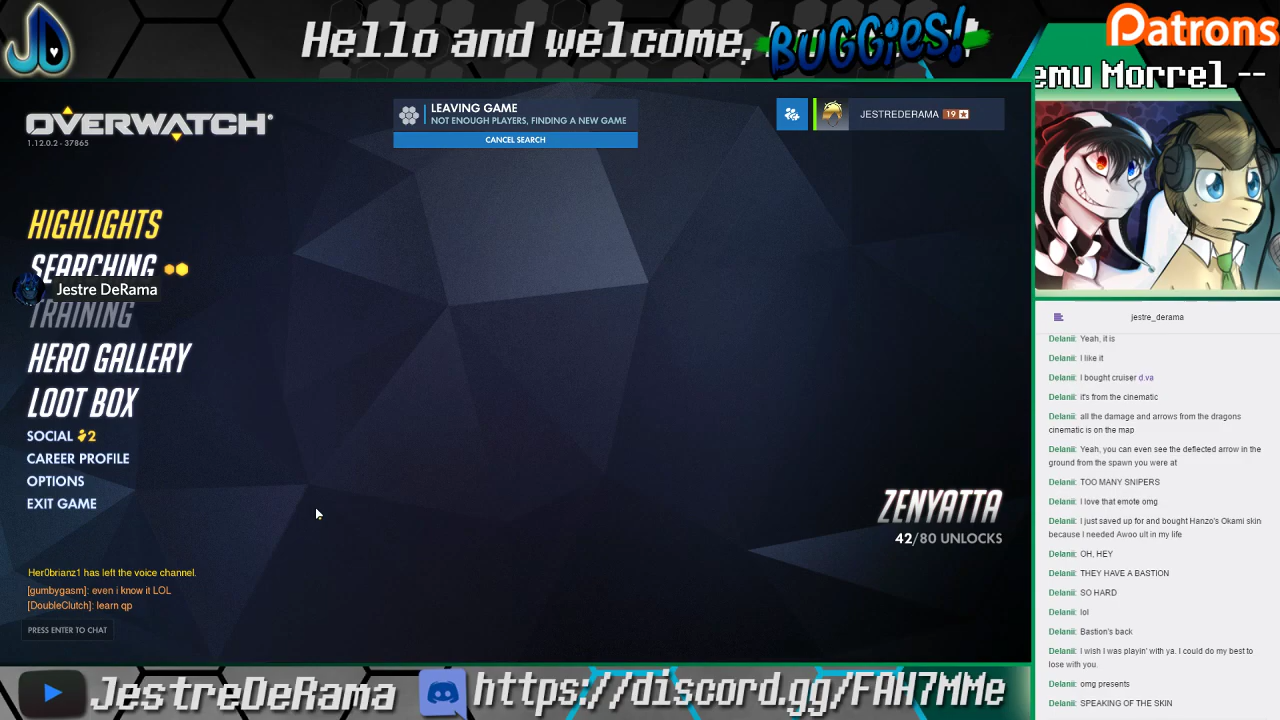 Hello and welcome, BUGGiES!
Patrons
emu Morrel --
OVERWATCH
1.12.0.2 - 37865
LEAVING GAME
NOT ENOUGH PLAYERS, FINDING A NEW GAME
CANCEL SEARCH
JESTREDERAMA 19
HIGHLIGHTS
SEARCHING
Jestre DeRama
TRAINING
HERO GALLERY
LOOT BOX
SOCIAL 2
CAREER PROFILE
OPTIONS
EXIT GAME
ZENYATTA
42/80 UNLOCKS
Her0brianz1 has left the voice channel.
[gumbygasm]: even i know it LOL
[DoubleClutch]: learn qp
PRESS ENTER TO CHAT
jestre_derama
Delanii: Yeah, it is
Delanii: I like it
Delanii: I bought cruiser d.va
Delanii: it's from the cinematic
Delanii: all the damage and arrows from the dragons
cinematic is on the map
Delanii: Yeah, you can even see the deflected arrow in the
ground from the spawn you were at
Delanii: TOO MANY SNIPERS
Delanii: I love that emote omg
Delanii: I just saved up for and bought Hanzo's Okami skin
because I needed Awoo ult in my life
Delanii: OH, HEY
Delanii: THEY HAVE A BASTION
Delanii: SO HARD
Delanii: lol
Delanii: Bastion's back
Delanii: I wish I was playin' with ya. I could do my best to
lose with you.
Delanii: omg presents
Delanii: SPEAKING OF THE SKIN
JestreDeRama
https://discord.gg/FAH7MMe